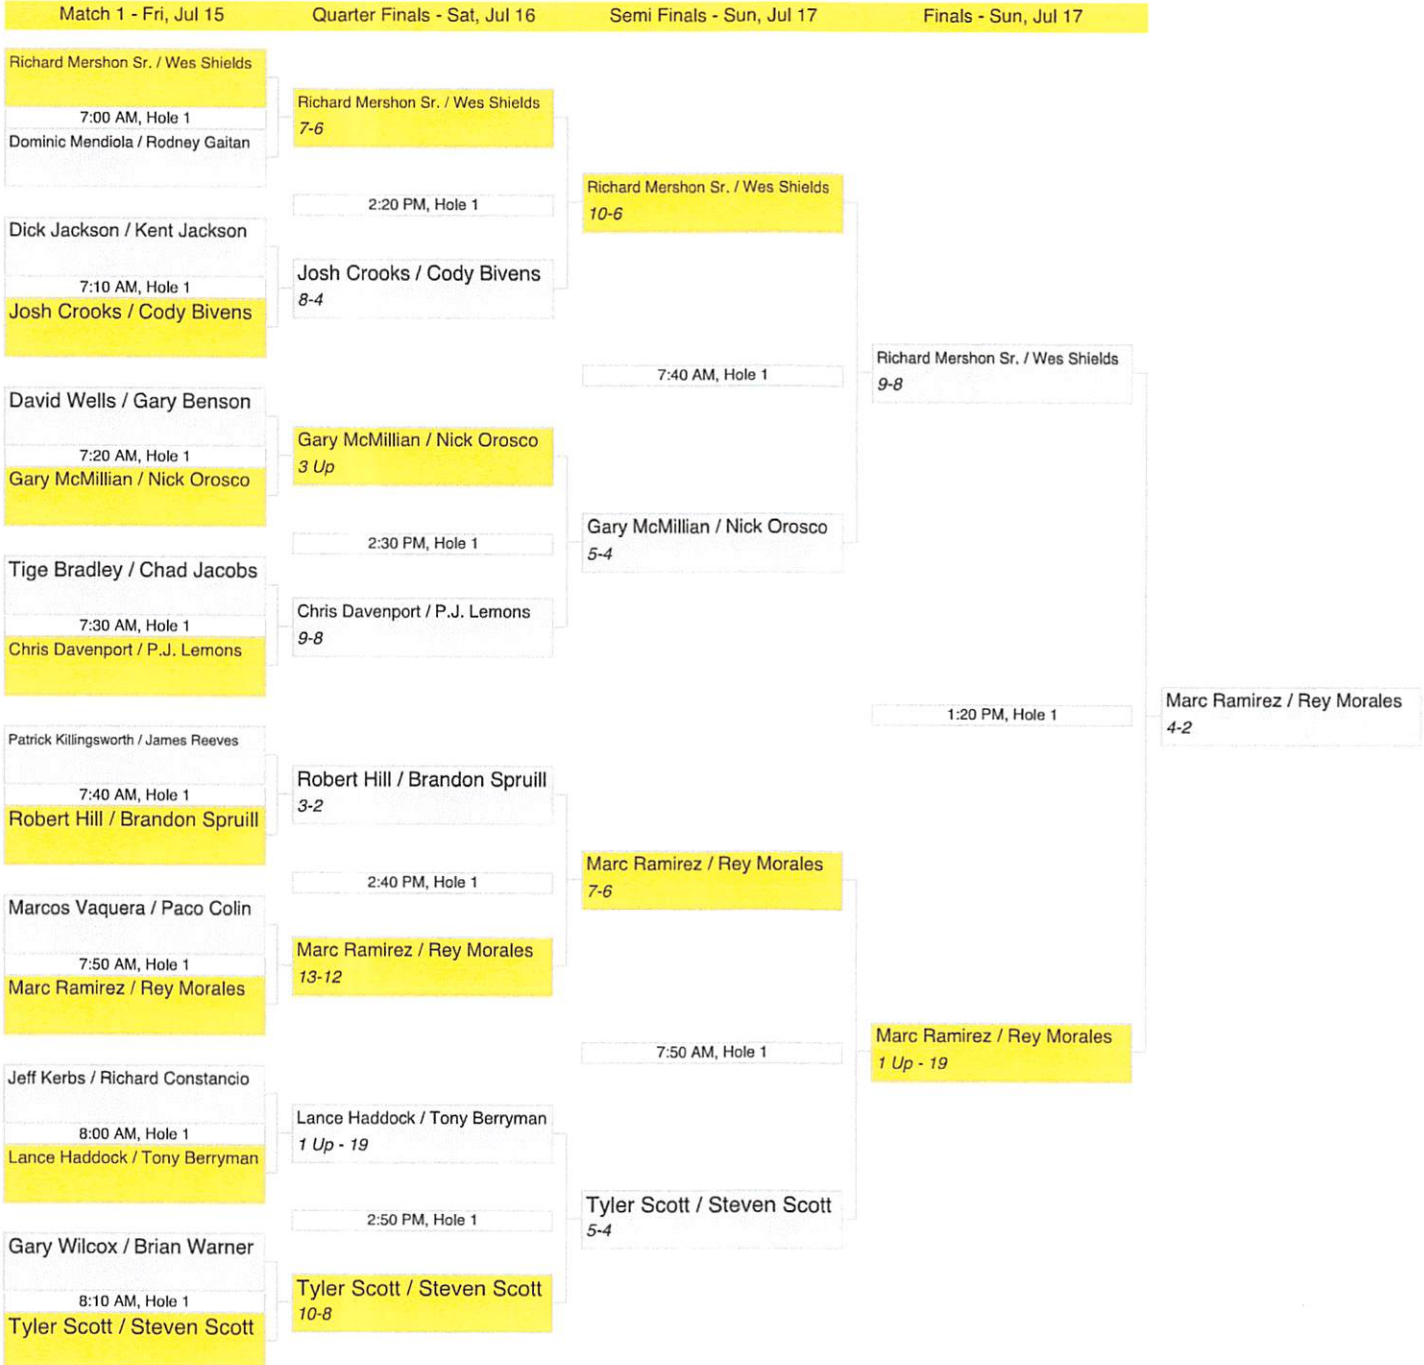 Match 1 - Fri, Jul 15
Quarter Finals - Sat, Jul 16
Semi Finals - Sun, Jul 17
Finals - Sun, Jul 17
Richard Mershon Sr. / Wes Shields
7:00 AM, Hole 1
Dominic Mendiola / Rodney Gaitan
Dick Jackson / Kent Jackson
7:10 AM, Hole 1
Josh Crooks / Cody Bivens
David Wells / Gary Benson
7:20 AM, Hole 1
Gary McMillian / Nick Orosco
Tige Bradley / Chad Jacobs
7:30 AM, Hole 1
Chris Davenport / P.J. Lemons
Patrick Killingsworth / James Reeves
7:40 AM, Hole 1
Robert Hill / Brandon Spruill
Marcos Vaquera / Paco Colin
7:50 AM, Hole 1
Marc Ramirez / Rey Morales
Jeff Kerbs / Richard Constancio
8:00 AM, Hole 1
Lance Haddock / Tony Berryman
Gary Wilcox / Brian Warner
8:10 AM, Hole 1
Tyler Scott / Steven Scott
Richard Mershon Sr. / Wes Shields
7-6
2:20 PM, Hole 1
Josh Crooks / Cody Bivens
8-4
Gary McMillian / Nick Orosco
3 Up
2:30 PM, Hole 1
Chris Davenport / P.J. Lemons
9-8
Robert Hill / Brandon Spruill
3-2
2:40 PM, Hole 1
Marc Ramirez / Rey Morales
13-12
Lance Haddock / Tony Berryman
1 Up - 19
2:50 PM, Hole 1
Tyler Scott / Steven Scott
10-8
Richard Mershon Sr. / Wes Shields
10-6
7:40 AM, Hole 1
Gary McMillian / Nick Orosco
5-4
Marc Ramirez / Rey Morales
7-6
7:50 AM, Hole 1
Tyler Scott / Steven Scott
5-4
Richard Mershon Sr. / Wes Shields
9-8
1:20 PM, Hole 1
Marc Ramirez / Rey Morales
1 Up - 19
Marc Ramirez / Rey Morales
4-2